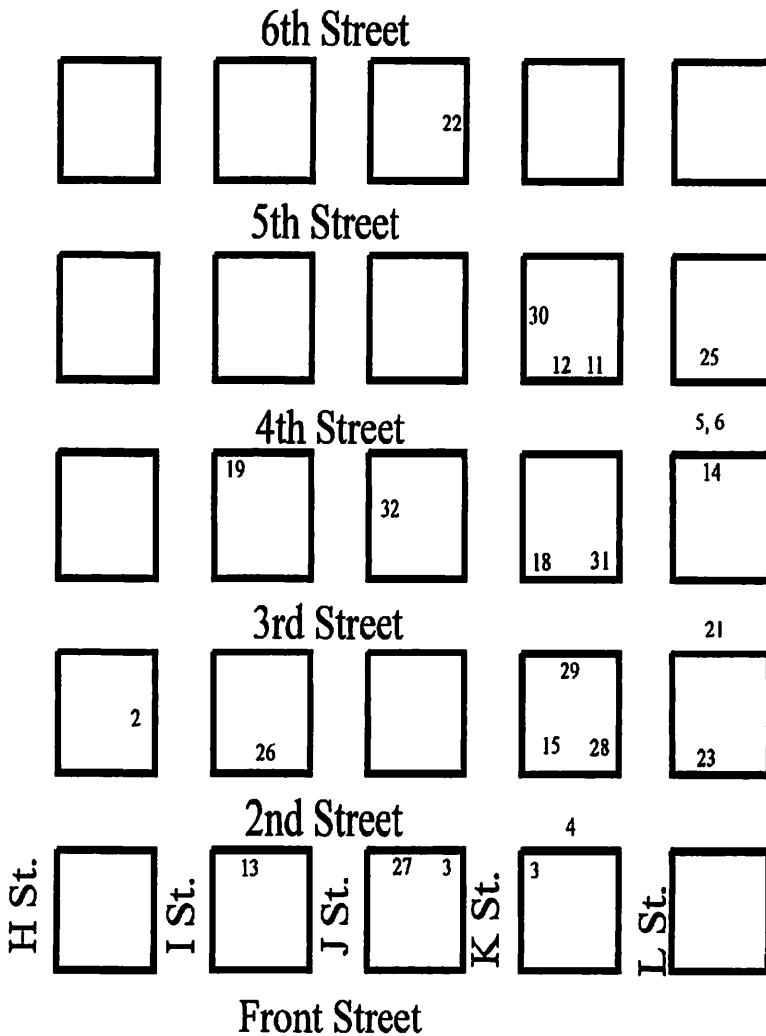 6th Street
22
5th Street
30
12 11 25
4th Street 5, 6
19 14
32
18 31
3rd Street 21
29
2
15 28
26 23
2nd Street 4
13 27 3 3
H St. I St. J St. K St. L St.
Front Street